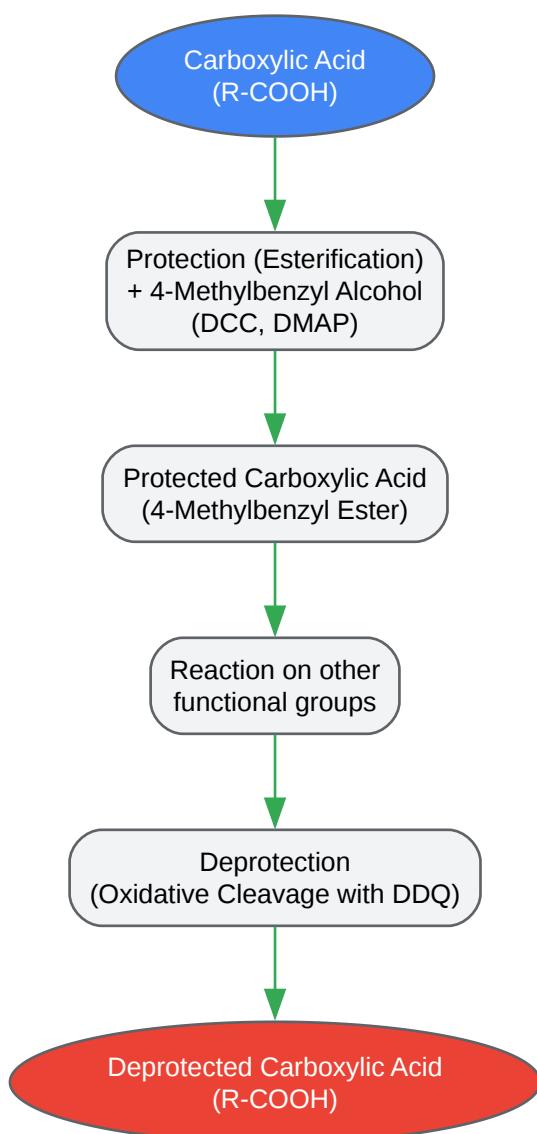 Carboxylic Acid
(R-COOH)
Protection (Esterification)
+ 4-Methylbenzyl Alcohol
(DCC, DMAP)
Protected Carboxylic Acid
(4-Methylbenzyl Ester)
Reaction on other
functional groups
Deprotection
(Oxidative Cleavage with DDQ)
Deprotected Carboxylic Acid
(R-COOH)